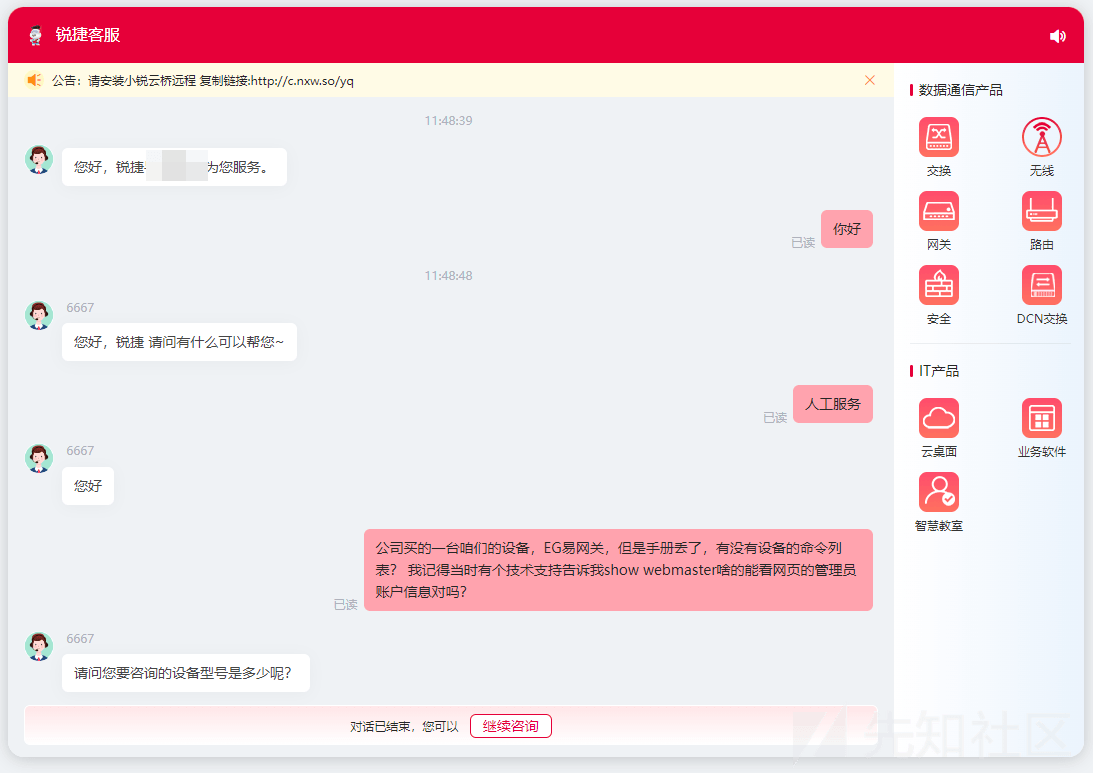 锐捷客服
公告：请安装小锐云桥远程 复制链接:http://c.nxw.so/yq
11:48:39
您好，锐捷-
为您服务。
你好
已读
11:48:48
6667
您好，锐捷 请问有什么可以帮您~
人工服务
已读
6667
您好
公司买的一台咱们的设备，EG易网关，但是手册丢了，有没有设备的命令列
表？ 我记得当时有个技术支持告诉我show webmaster啥的能看网页的管理员
账户信息对吗？
已读
6667
请问您要咨询的设备型号是多少呢？
对话已结束，您可以 继续咨询
数据通信产品
交换
无线
网关
路由
安全
DCN交换
IT产品
云桌面
业务软件
智慧教室
先知社区